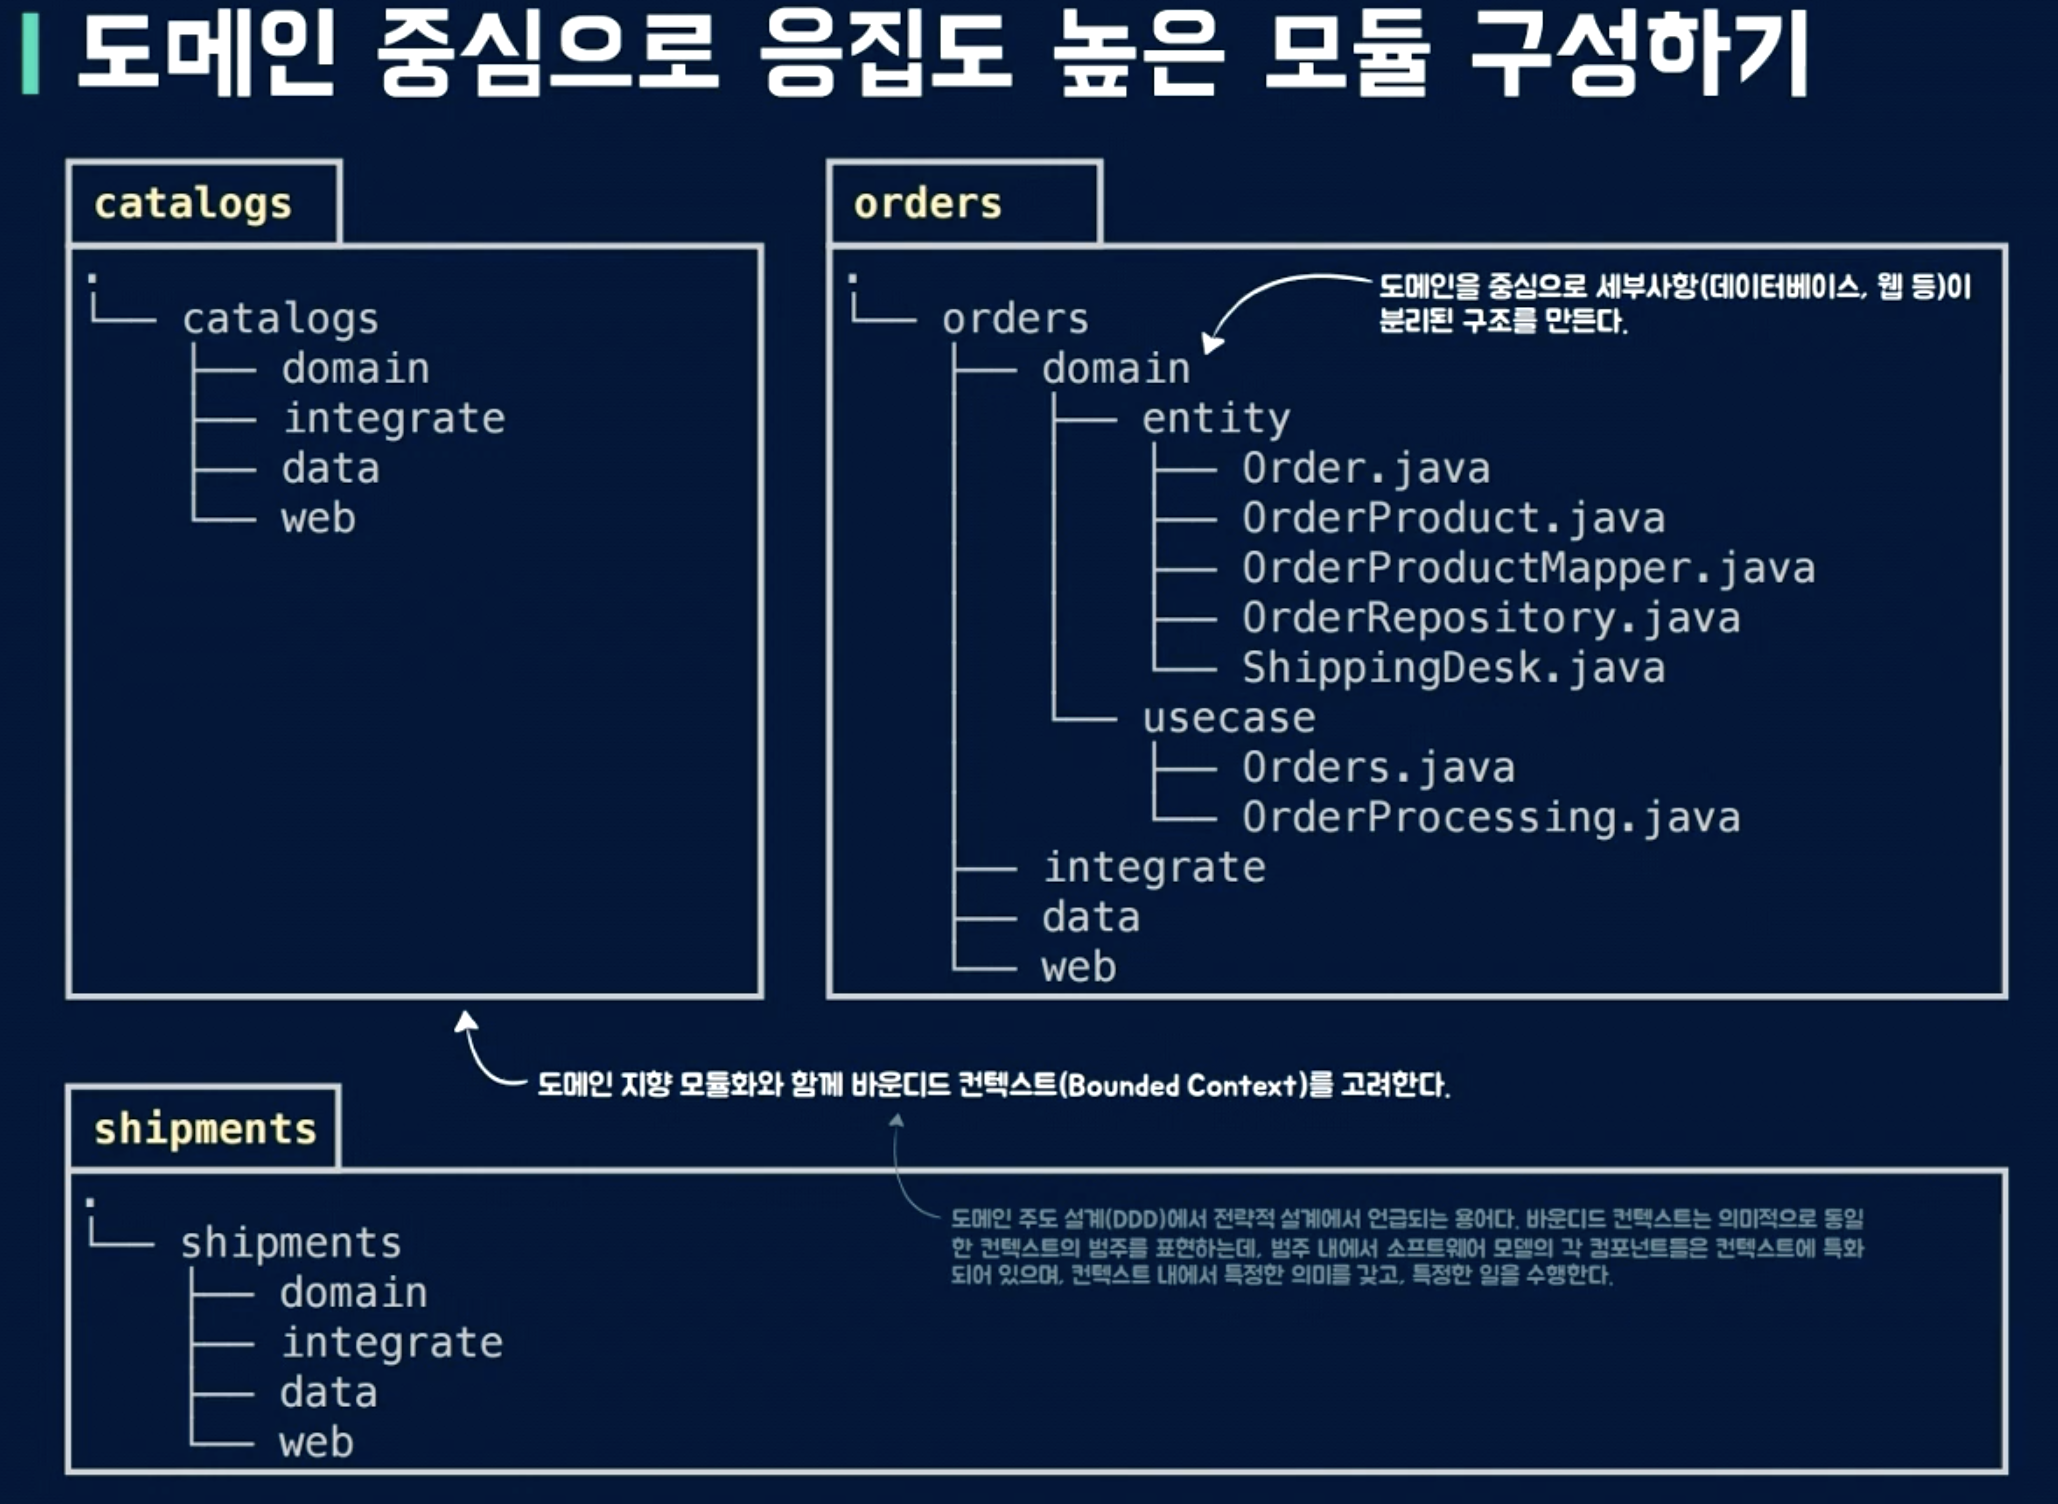 도메인 중심으로 응집도 높은 모듈 구성하기
catalogs
.
└── catalogs
├── domain
├── integrate
├── data
└── web
orders
.
└── orders
├── domain
├── entity
├── Order.java
├── OrderProduct.java
├── OrderProductMapper.java
├── OrderRepository.java
└── ShippingDesk.java
└── usecase
├── Orders.java
└── OrderProcessing.java
├── integrate
├── data
└── web
도메인을 중심으로 세부사항(데이터베이스, 웹 등)이
분리된 구조를 만든다.
도메인 지향 모듈화와 함께 바운디드 컨텍스트(Bounded Context)를 고려한다.
shipments
.
└── shipments
├── domain
├── integrate
├── data
└── web
도메인 주도 설계(DDD)에서 전략적 설계에서 언급되는 용어다. 바운디드 컨텍스트는 의미적으로 동일
한 컨텍스트의 범주를 표현하는데, 범주 내에서 소프트웨어 모델의 각 컴포넌트들은 컨텍스트에 특화
되어 있으며, 컨텍스트 내에서 특정한 의미를 갖고, 특정한 일을 수행한다.